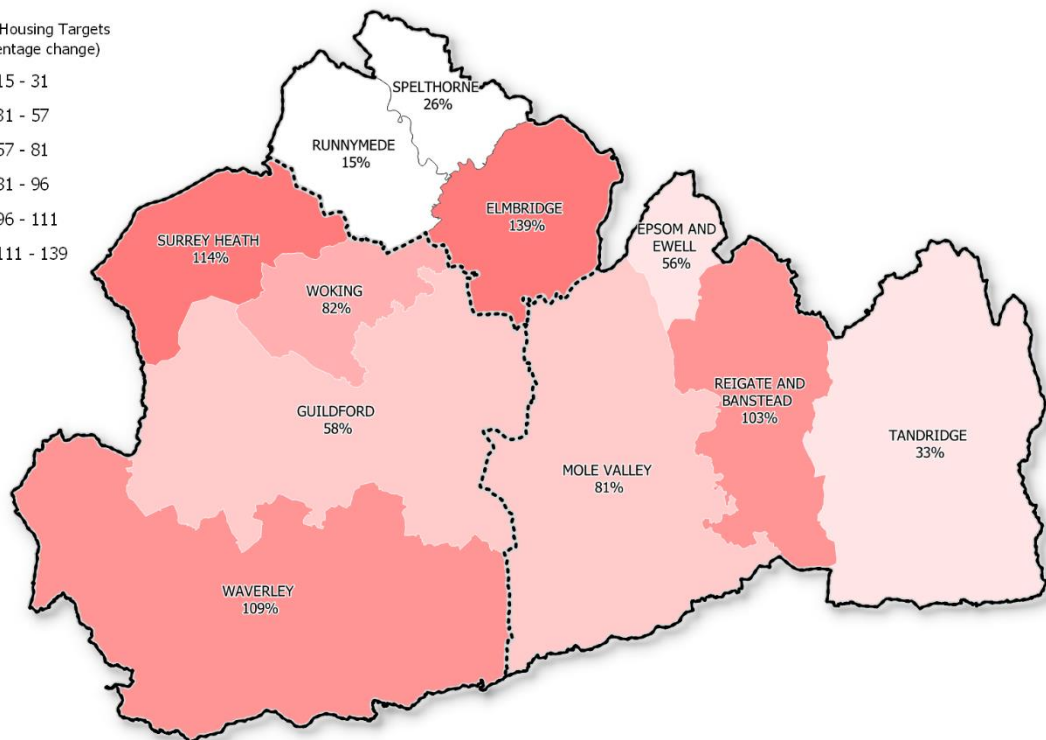 Housing Targets
entage change)
15 - 31
31 - 57
57 - 81
81 - 96
96 - 111
111 - 139
SPELTHORNE
26%
RUNNYMEDE
15%
ELMBRIDGE
139%
SURREY HEATH
114%
EPSOM AND
EWELL
56%
WOKING
82%
REIGATE AND
BANSTEAD
103%
GUILDFORD
58%
TANDRIDGE
33%
MOLE VALLEY
81%
WAVERLEY
109%